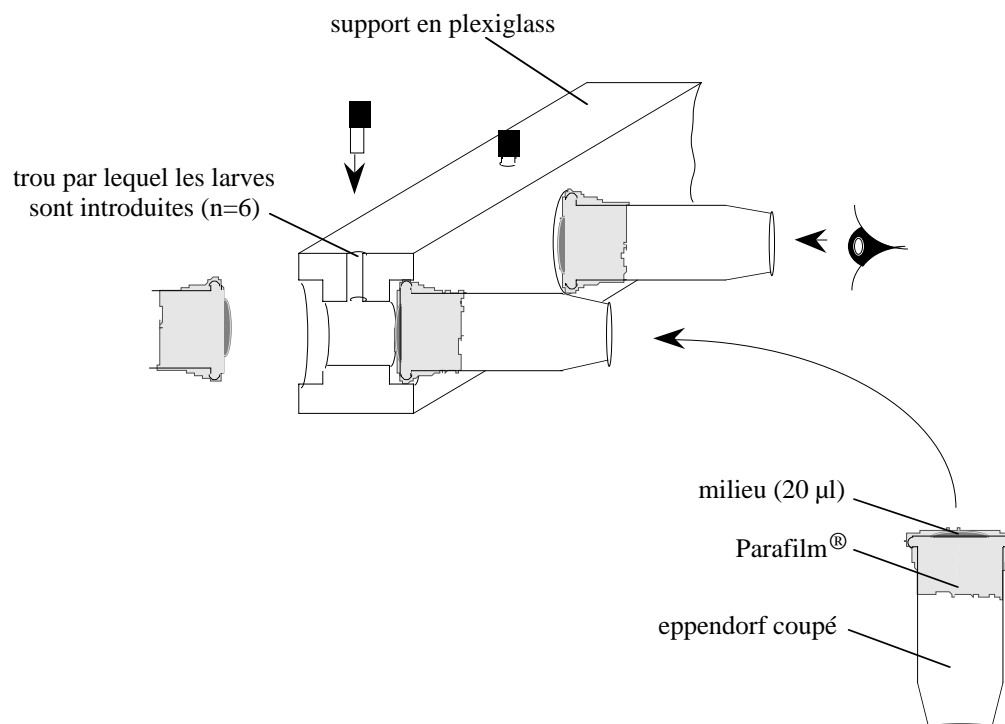 support en plexiglass
trou par lequel les larves
sont introduites (n=6)
milieu (20 µl)
Parafilm®
eppendorf coupé